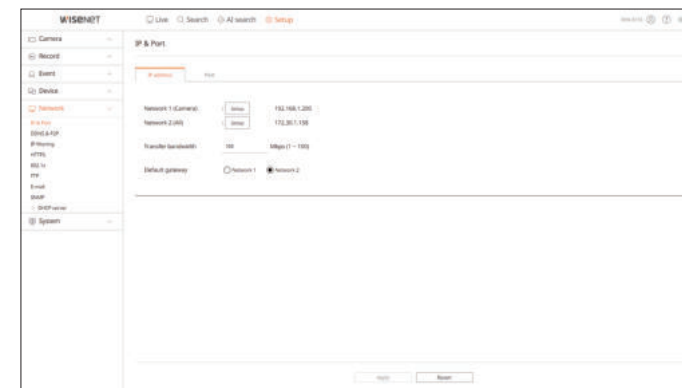 WISENET
Live Search AI search Setup
Camera
Record
Event
Device
Network
IP & Port
DDNS & P2P
IP filtering
HTTPS
802.1x
FTP
E-mail
SNMP
DHCP server
System
IP & Port
IP address Port
Network 1 (Camera) : Setup 192.168.1.200
Network 2 (All) : Setup 172.30.1.158
Transfer bandwidth 100 Mbps (1 ~ 100)
Default gateway Network 1 Network 2
Apply Revert